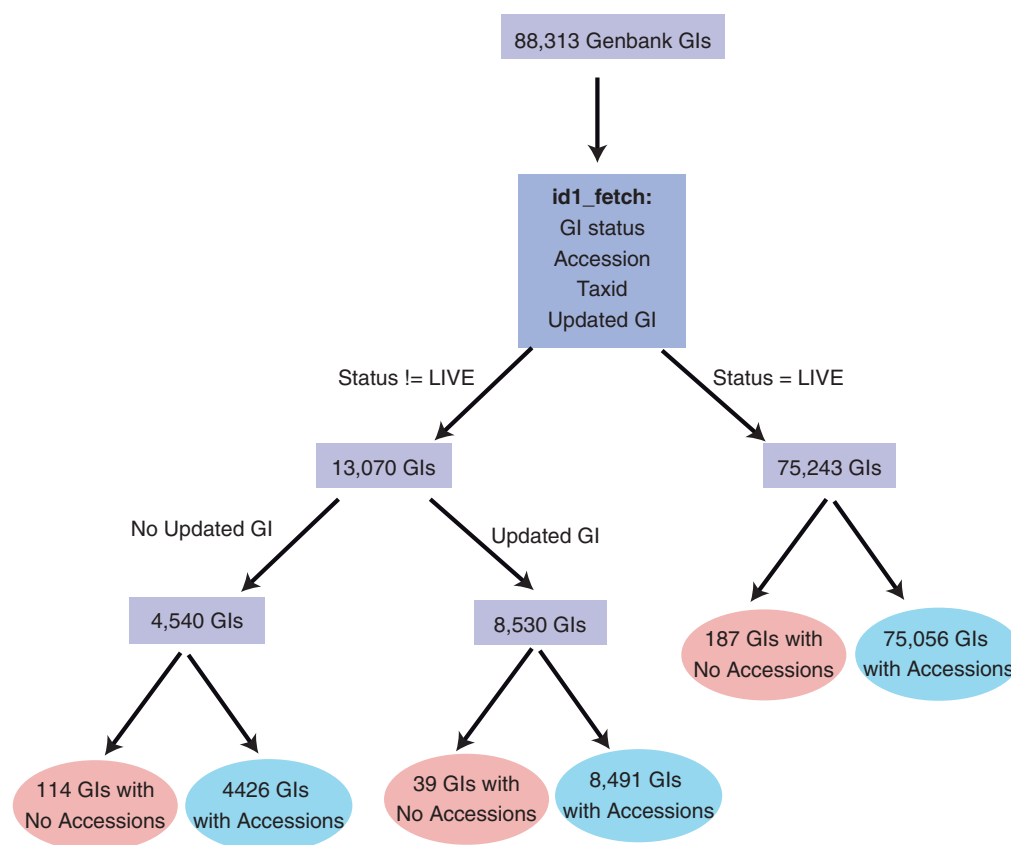 88,313 Genbank GIs
id1_fetch:
GI status
Accession
Taxid
Updated GI
Status != LIVE
Status = LIVE
13,070 GIs
75,243 GIs
No Updated GI
Updated GI
4,540 GIs
8,530 GIs
187 GIs with
No Accessions
75,056 GIs
with Accessions
114 GIs with
No Accessions
4426 GIs
with Accessions
39 GIs with
No Accessions
8,491 GIs
with Accessions